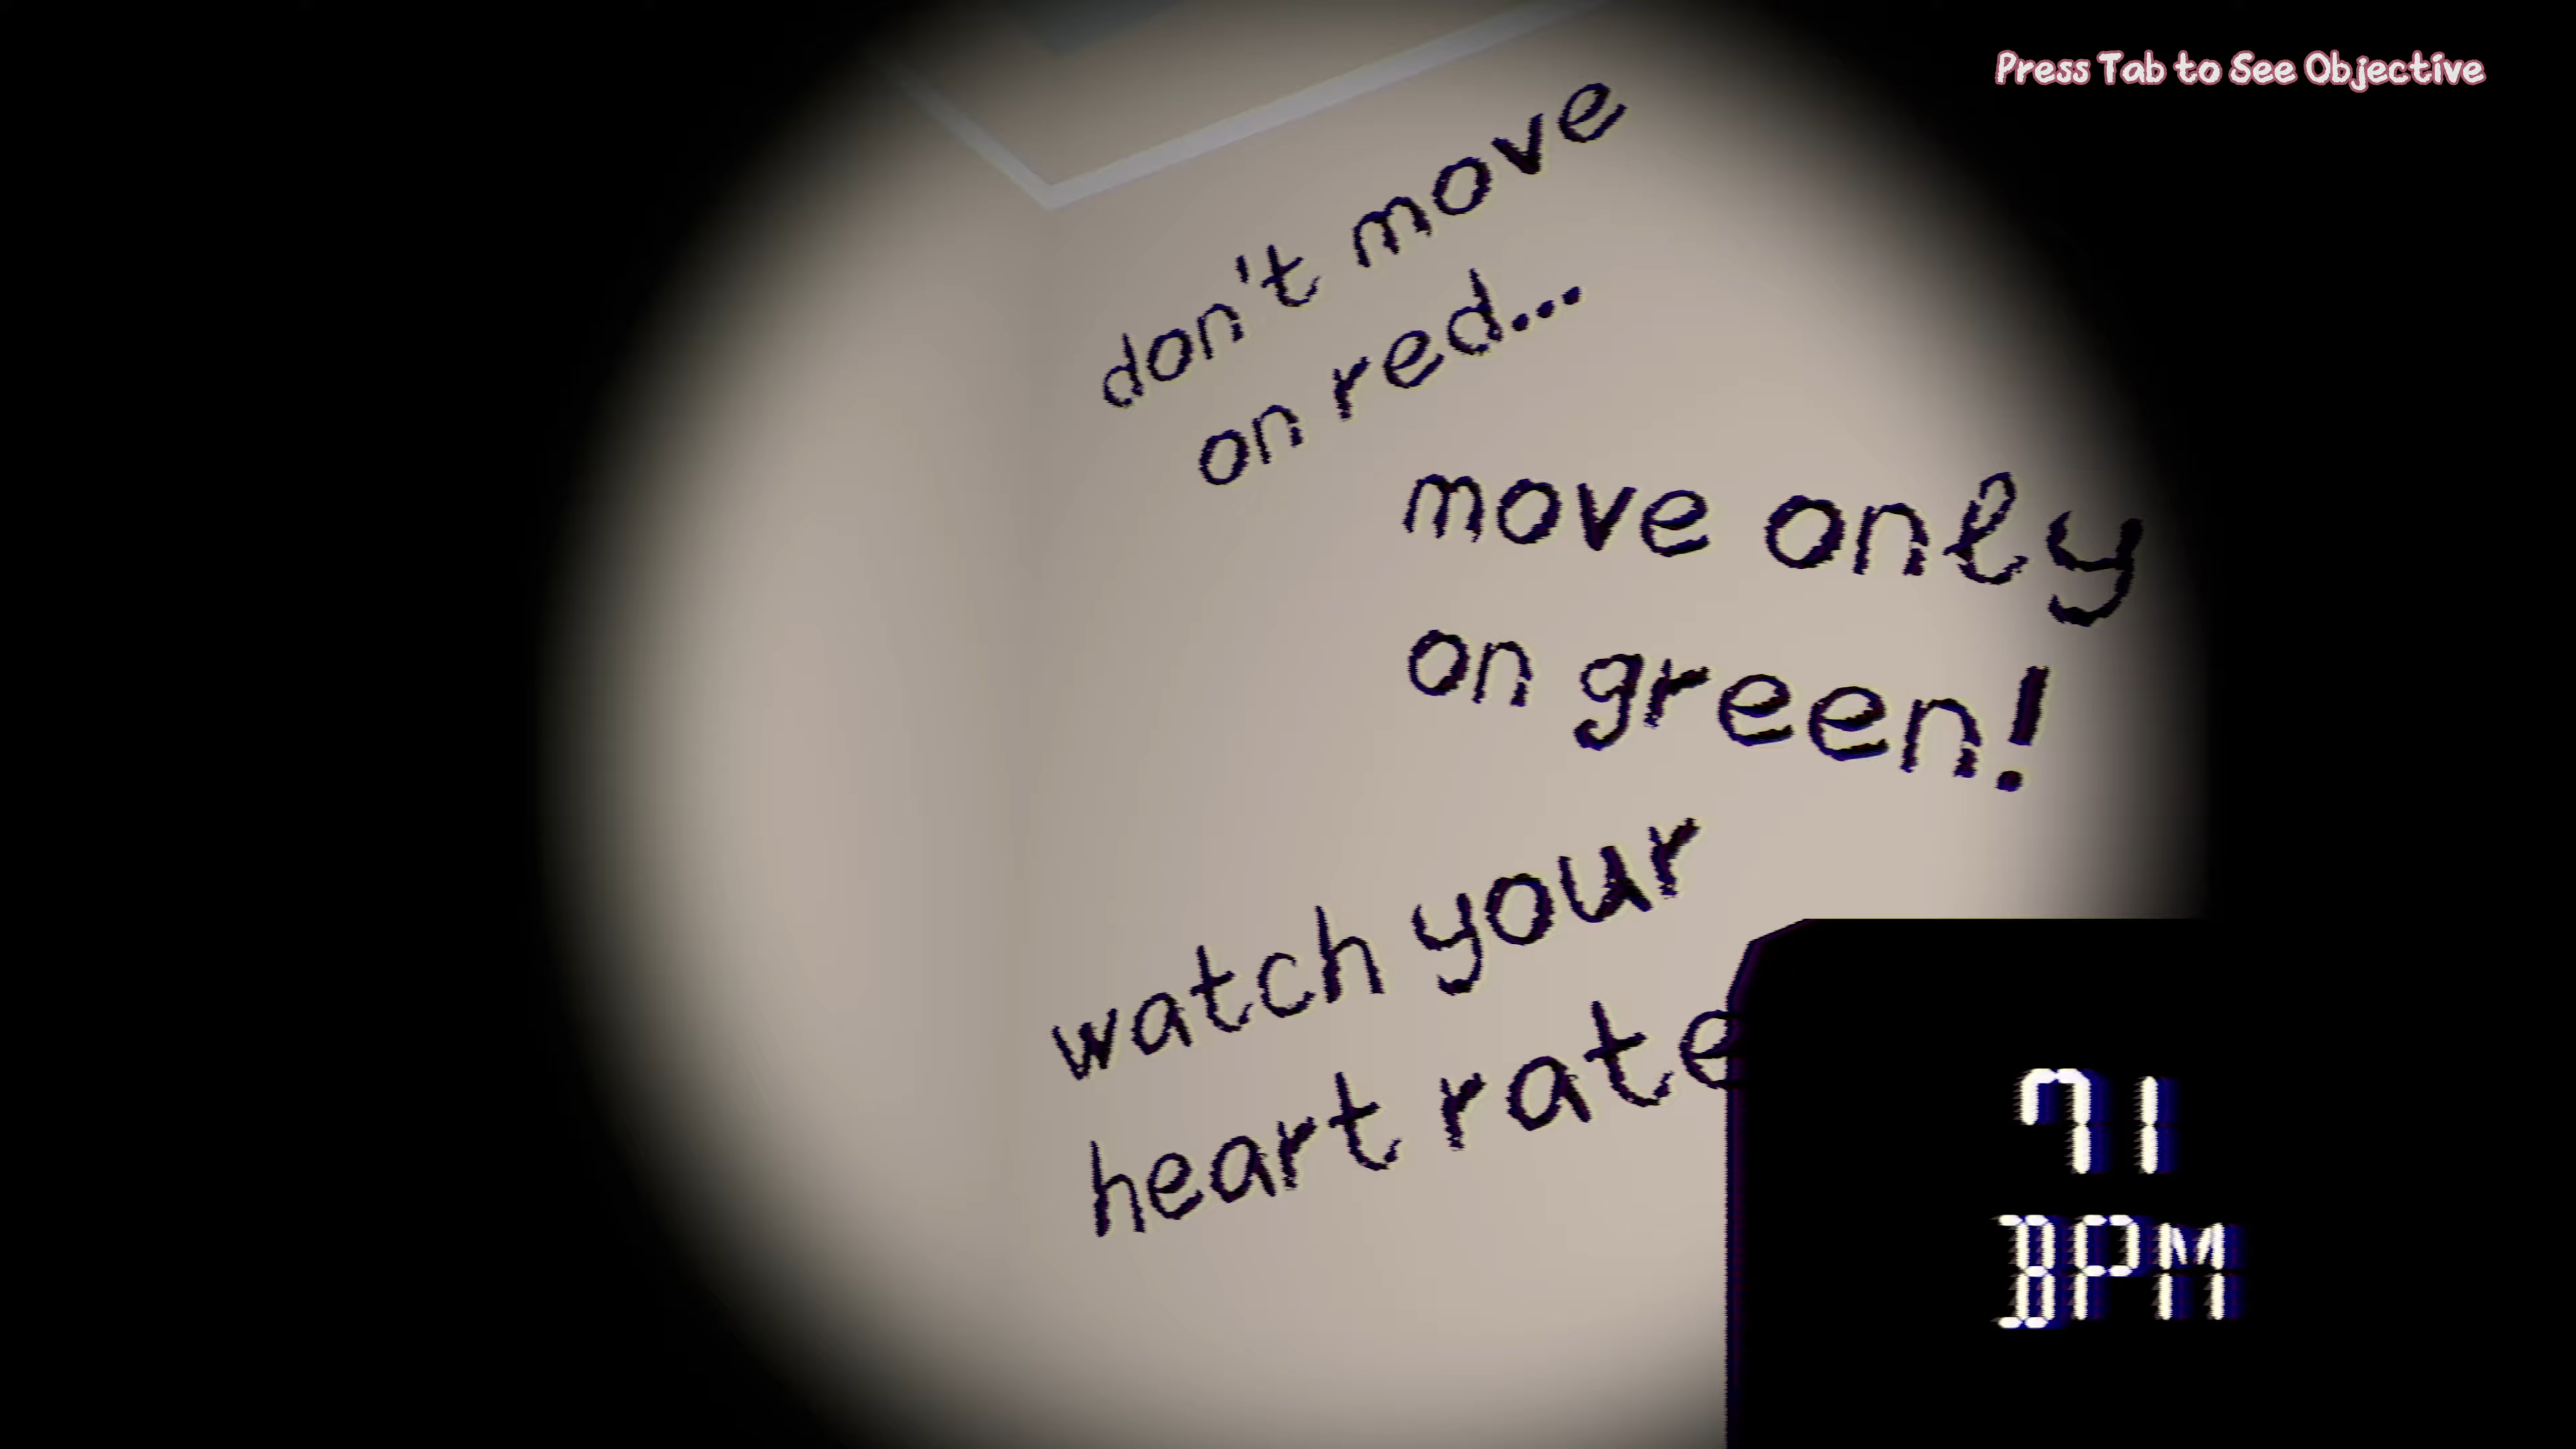 Press Tab to See Objective
don't move
on red...
move only
on green!
watch your
heart rate
71
BPM